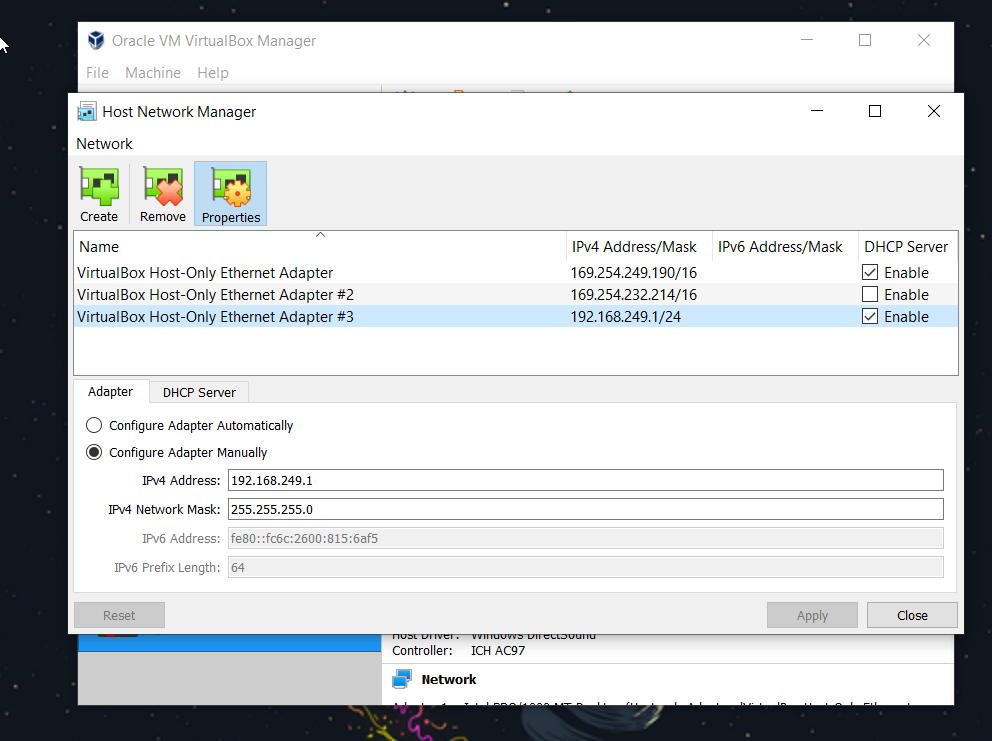 Oracle VM VirtualBox Manager
File Machine Help
Host Network Manager
Network
Create Remove Properties
Name IPv4 Address/Mask IPv6 Address/Mask DHCP Server
VirtualBox Host-Only Ethernet Adapter 169.254.249.190/16 Enable
VirtualBox Host-Only Ethernet Adapter #2 169.254.232.214/16 Enable
VirtualBox Host-Only Ethernet Adapter #3 192.168.249.1/24 Enable
Adapter DHCP Server
Configure Adapter Automatically
Configure Adapter Manually
IPv4 Address: 192.168.249.1
IPv4 Network Mask: 255.255.255.0
IPv6 Address: fe80::fc6c:2600:815:6af5
IPv6 Prefix Length: 64
Reset Apply Close
Host Driver: Windows DirectSound
Controller: ICH AC97
Network